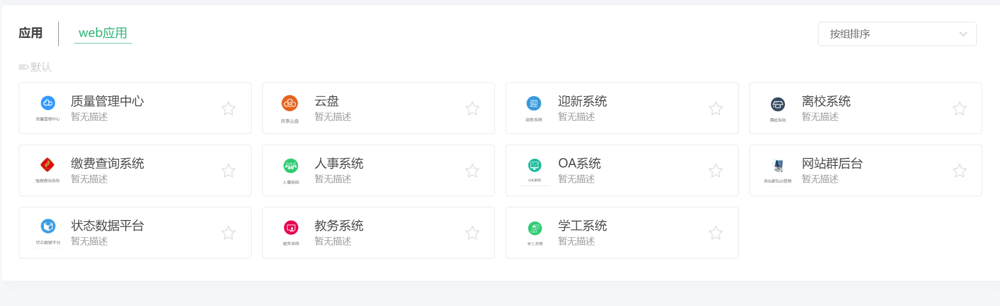 应用
web应用
按组排序
默认
质量管理中心
暂无描述
质量管理中心
云盘
暂无描述
共享云盘
迎新系统
暂无描述
迎
迎新系统
离校系统
暂无描述
离校系统
缴费查询系统
暂无描述
缴费查询系统
人事系统
暂无描述
人事系统
OA系统
暂无描述
OA系统
网站群后台
暂无描述
新站群后台管理
状态数据平台
暂无描述
状态数据平台
教务系统
暂无描述
教务系统
学工系统
暂无描述
学工系统